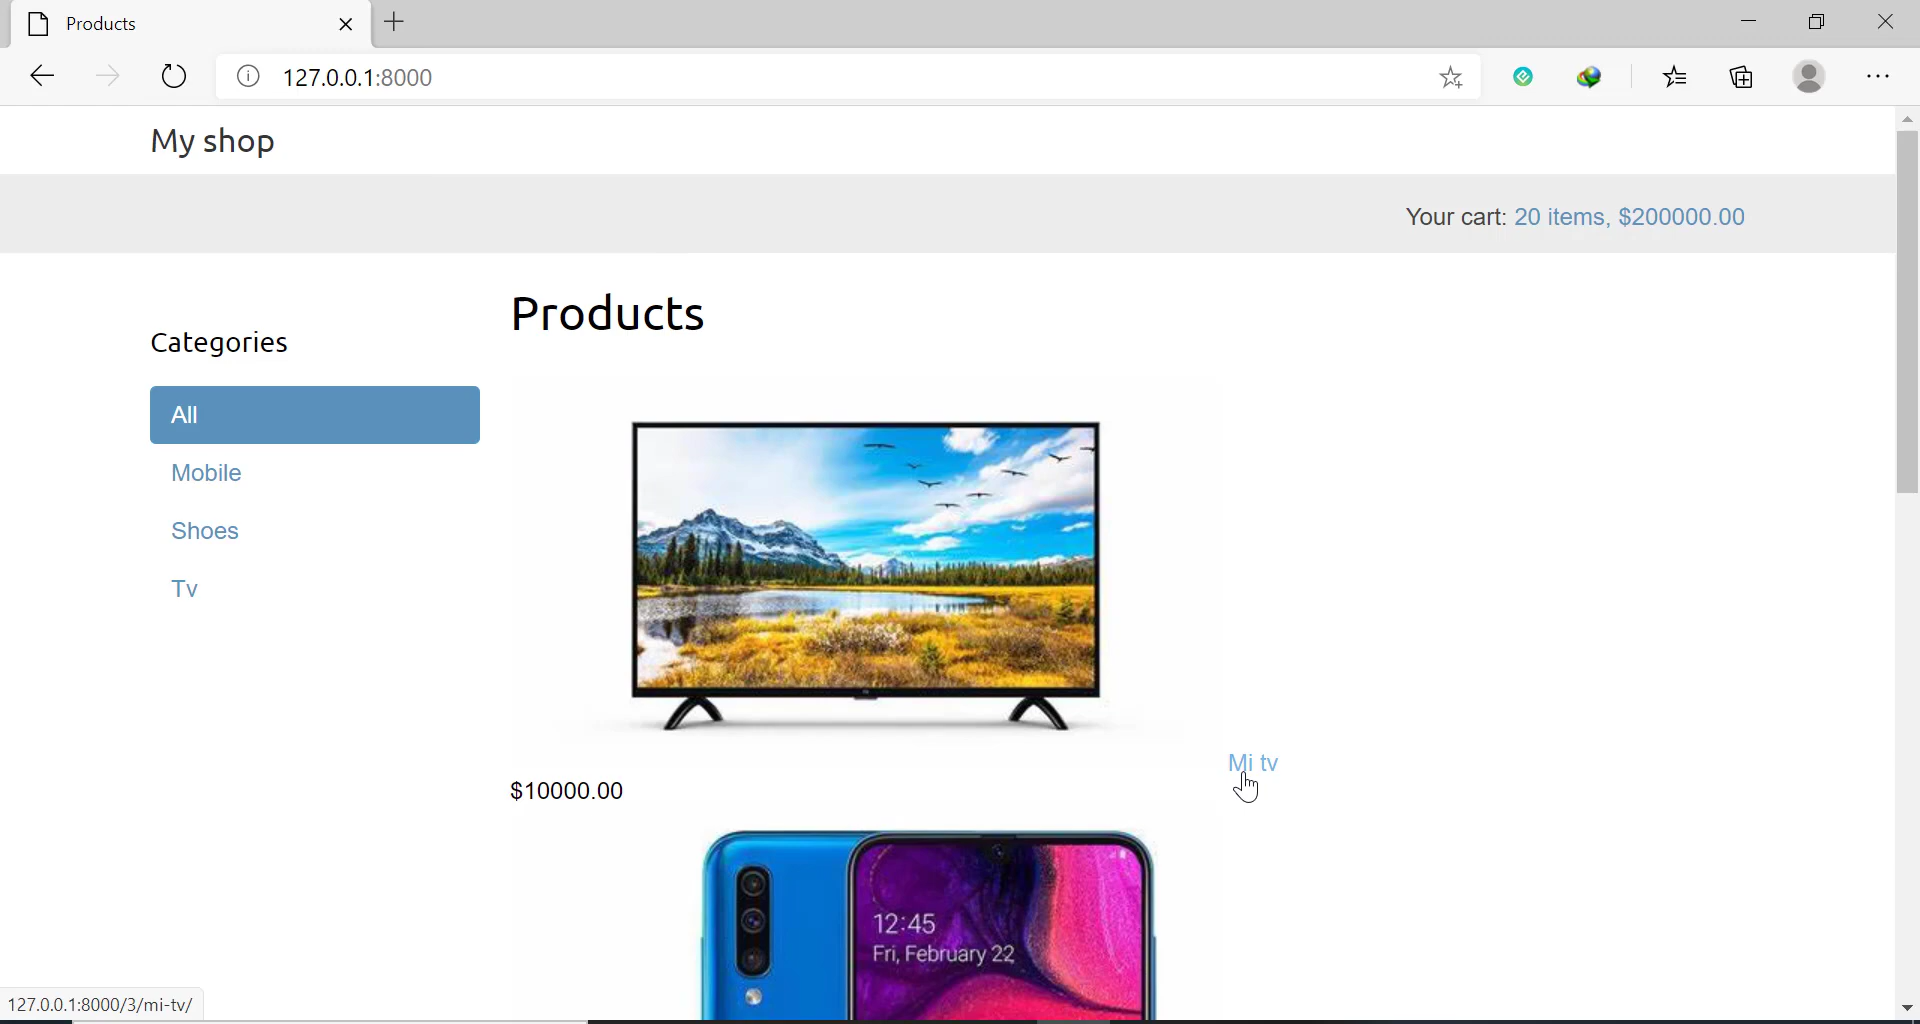 Products
127.0.0.1:8000
My shop
Your cart: 20 items, $200000.00
Products
Categories
All
Mobile
Shoes
Tv
Mi tv
$10000.00
12:45
Fri, February 22
127.0.0.1:8000/3/mi-tv/